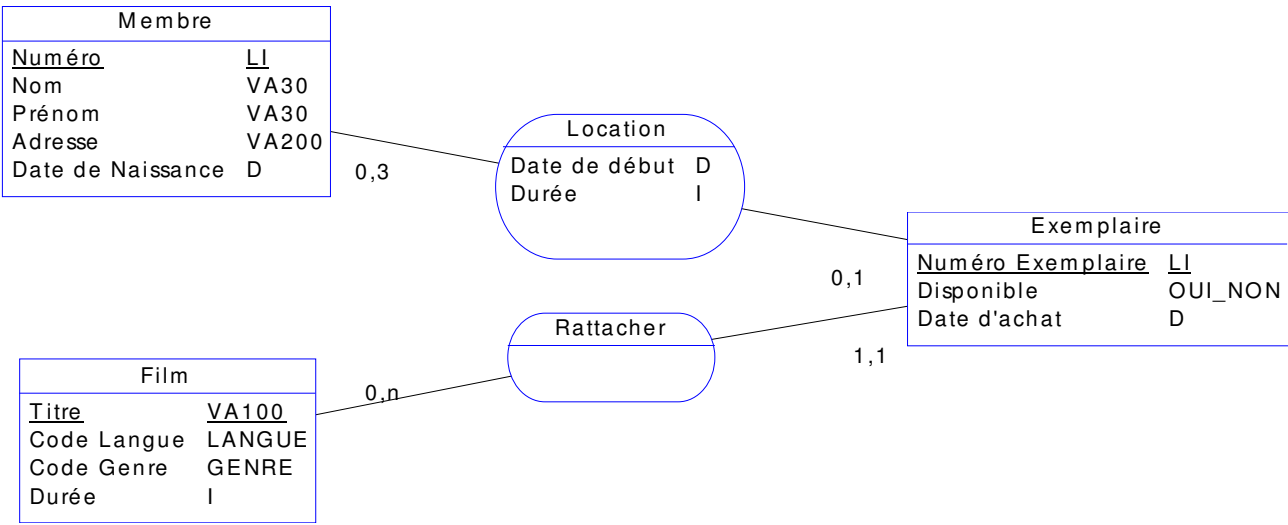 Membre
Numéro LI
Nom VA30
Prénom VA30
Adresse VA200
Date de Naissance D
0,3
Location
Date de début D
Durée I
0,1
Exemplaire
Numéro Exemplaire LI
Disponible OUI_NON
Date d'achat D
1,1
Rattacher
0,n
Film
Titre VA100
Code Langue LANGUE
Code Genre GENRE
Durée I